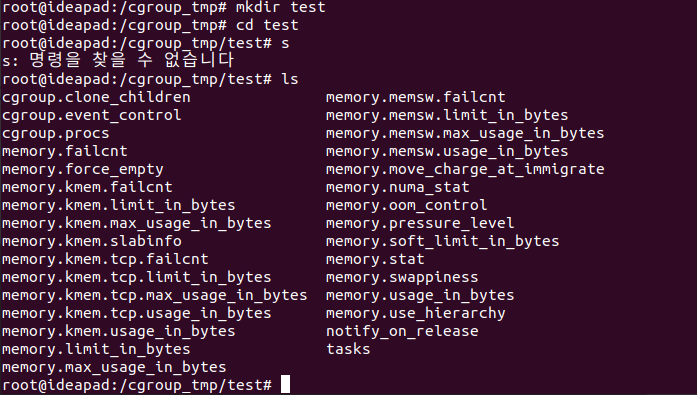 root@ideapad:/cgroup_tmp# mkdir test
root@ideapad:/cgroup_tmp# cd test
root@ideapad:/cgroup_tmp/test# s
s: 명령을 찾을 수 없습니다
root@ideapad:/cgroup_tmp/test# ls
cgroup.clone_children memory.memsw.failcnt
cgroup.event_control memory.memsw.limit_in_bytes
cgroup.procs memory.memsw.max_usage_in_bytes
memory.failcnt memory.memsw.usage_in_bytes
memory.force_empty memory.move_charge_at_immigrate
memory.kmem.failcnt memory.numa_stat
memory.kmem.limit_in_bytes memory.oom_control
memory.kmem.max_usage_in_bytes memory.pressure_level
memory.kmem.slabinfo memory.soft_limit_in_bytes
memory.kmem.tcp.failcnt memory.stat
memory.kmem.tcp.limit_in_bytes memory.swappiness
memory.kmem.tcp.max_usage_in_bytes memory.usage_in_bytes
memory.kmem.tcp.usage_in_bytes memory.use_hierarchy
memory.kmem.usage_in_bytes notify_on_release
memory.limit_in_bytes tasks
memory.max_usage_in_bytes
root@ideapad:/cgroup_tmp/test#